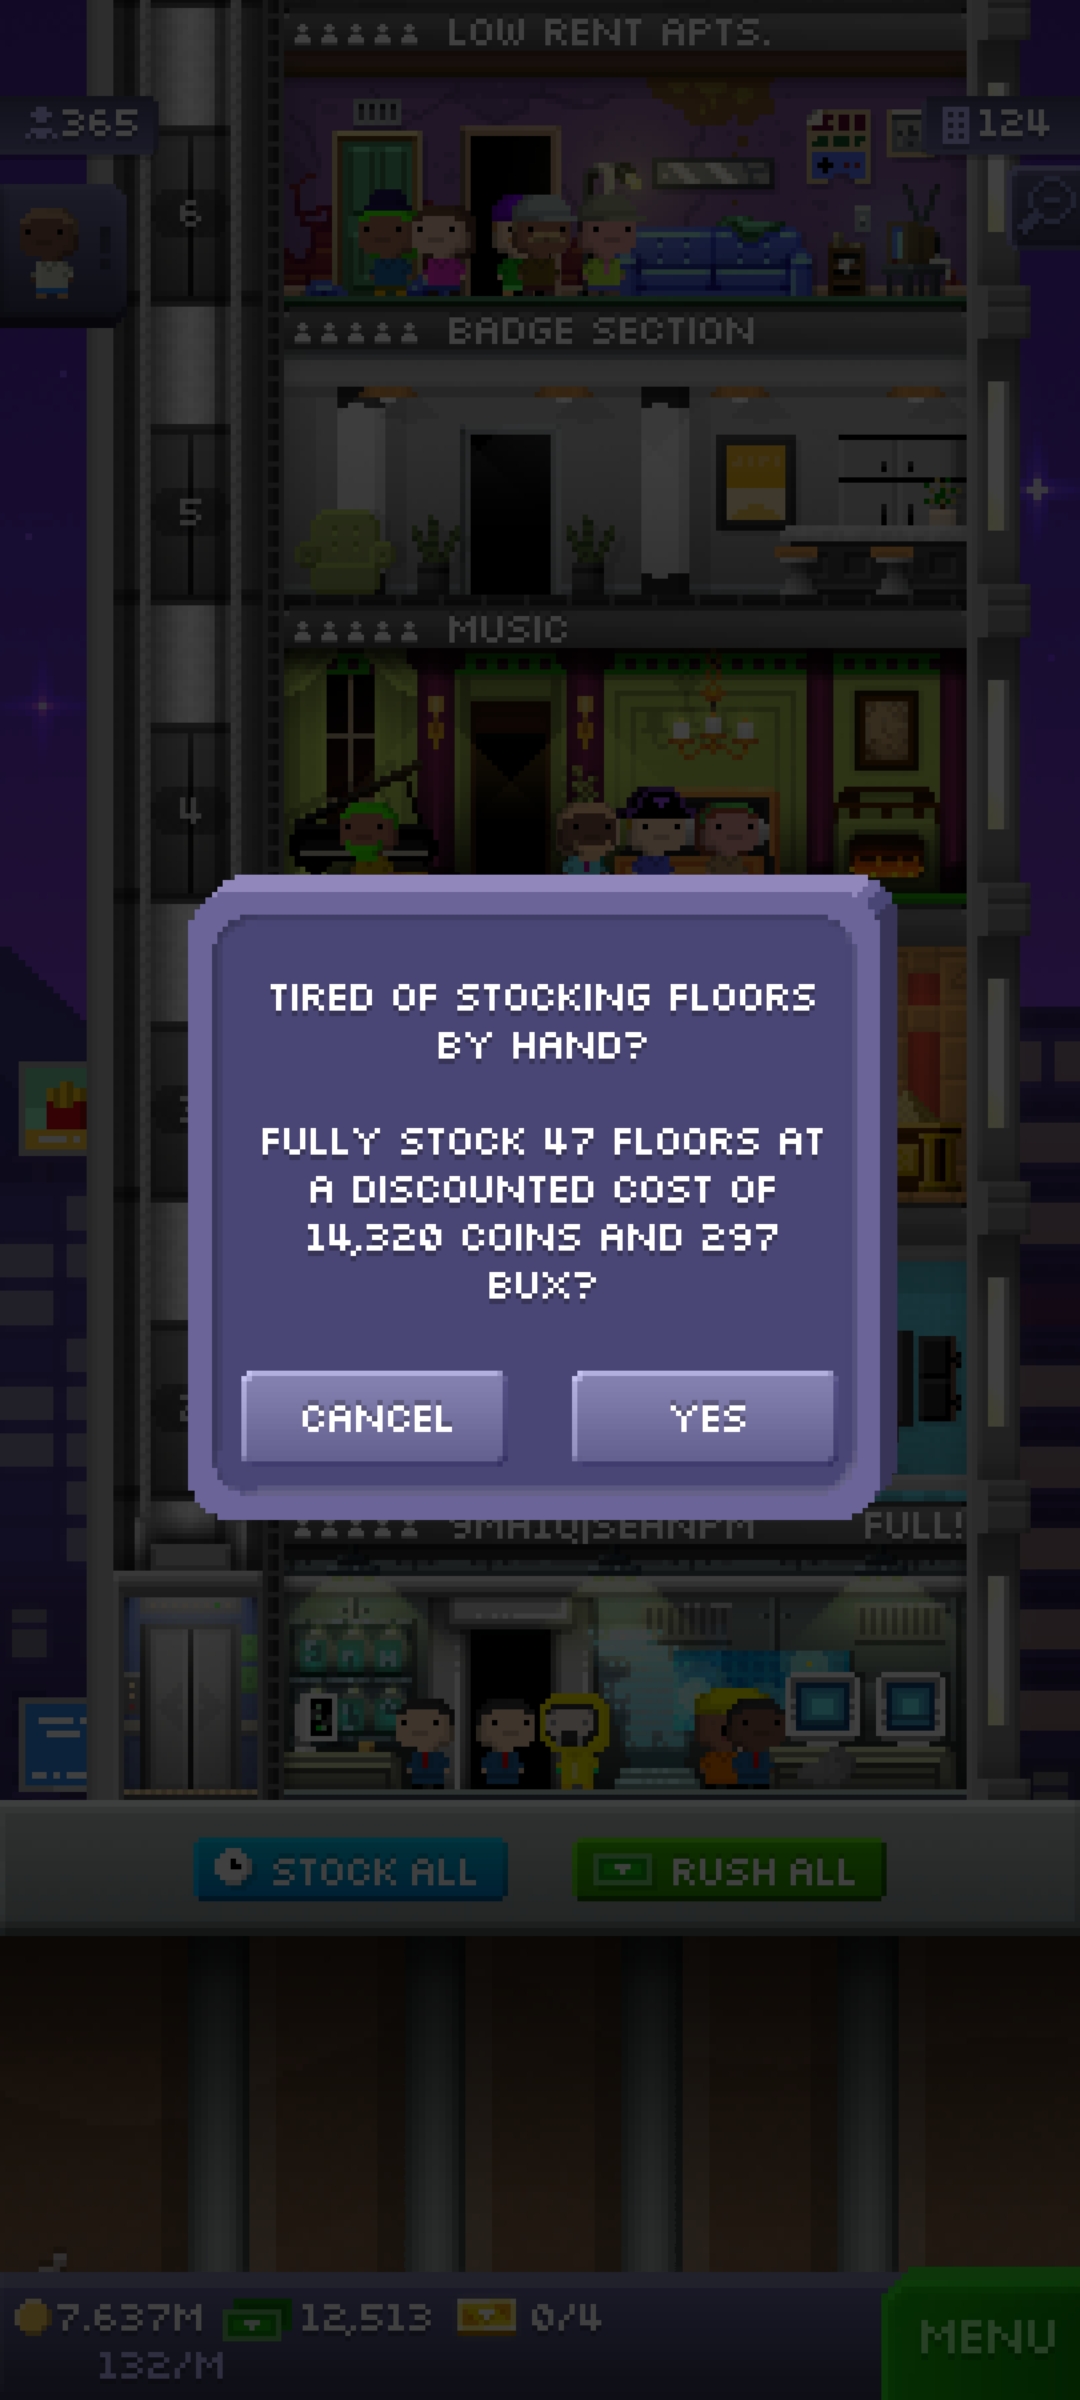 LOW RENT APTS.
365
124
6
BADGE SECTION
5
MUSIC
4
TIRED OF STOCKING FLOORS
BY HAND?
FULLY STOCK 47 FLOORS AT
A DISCOUNTED COST OF
14,320 COINS AND 297
BUX?
CANCEL
YES
FULL!
STOCK ALL
RUSH ALL
7.637M
12,513
0/4
MENU
132/M